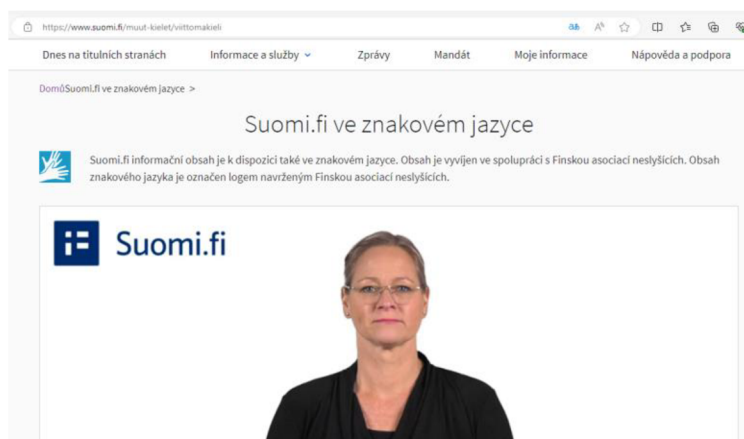 https://www.suomi.fi/muut-kielet/viittomakieli
Dnes na titulních stranách Informace a služby Zprávy Mandát Moje informace Nápověda a podpora
DomůSuomi.fi ve znakovém jazyce >
Suomi.fi ve znakovém jazyce
Suomi.fi informační obsah je k dispozici také ve znakovém jazyce. Obsah je vyvíjen ve spolupráci s Finskou asociací neslyšících. Obsah
znakového jazyka je označen logem navrženým Finskou asociací neslyšících.
Suomi.fi